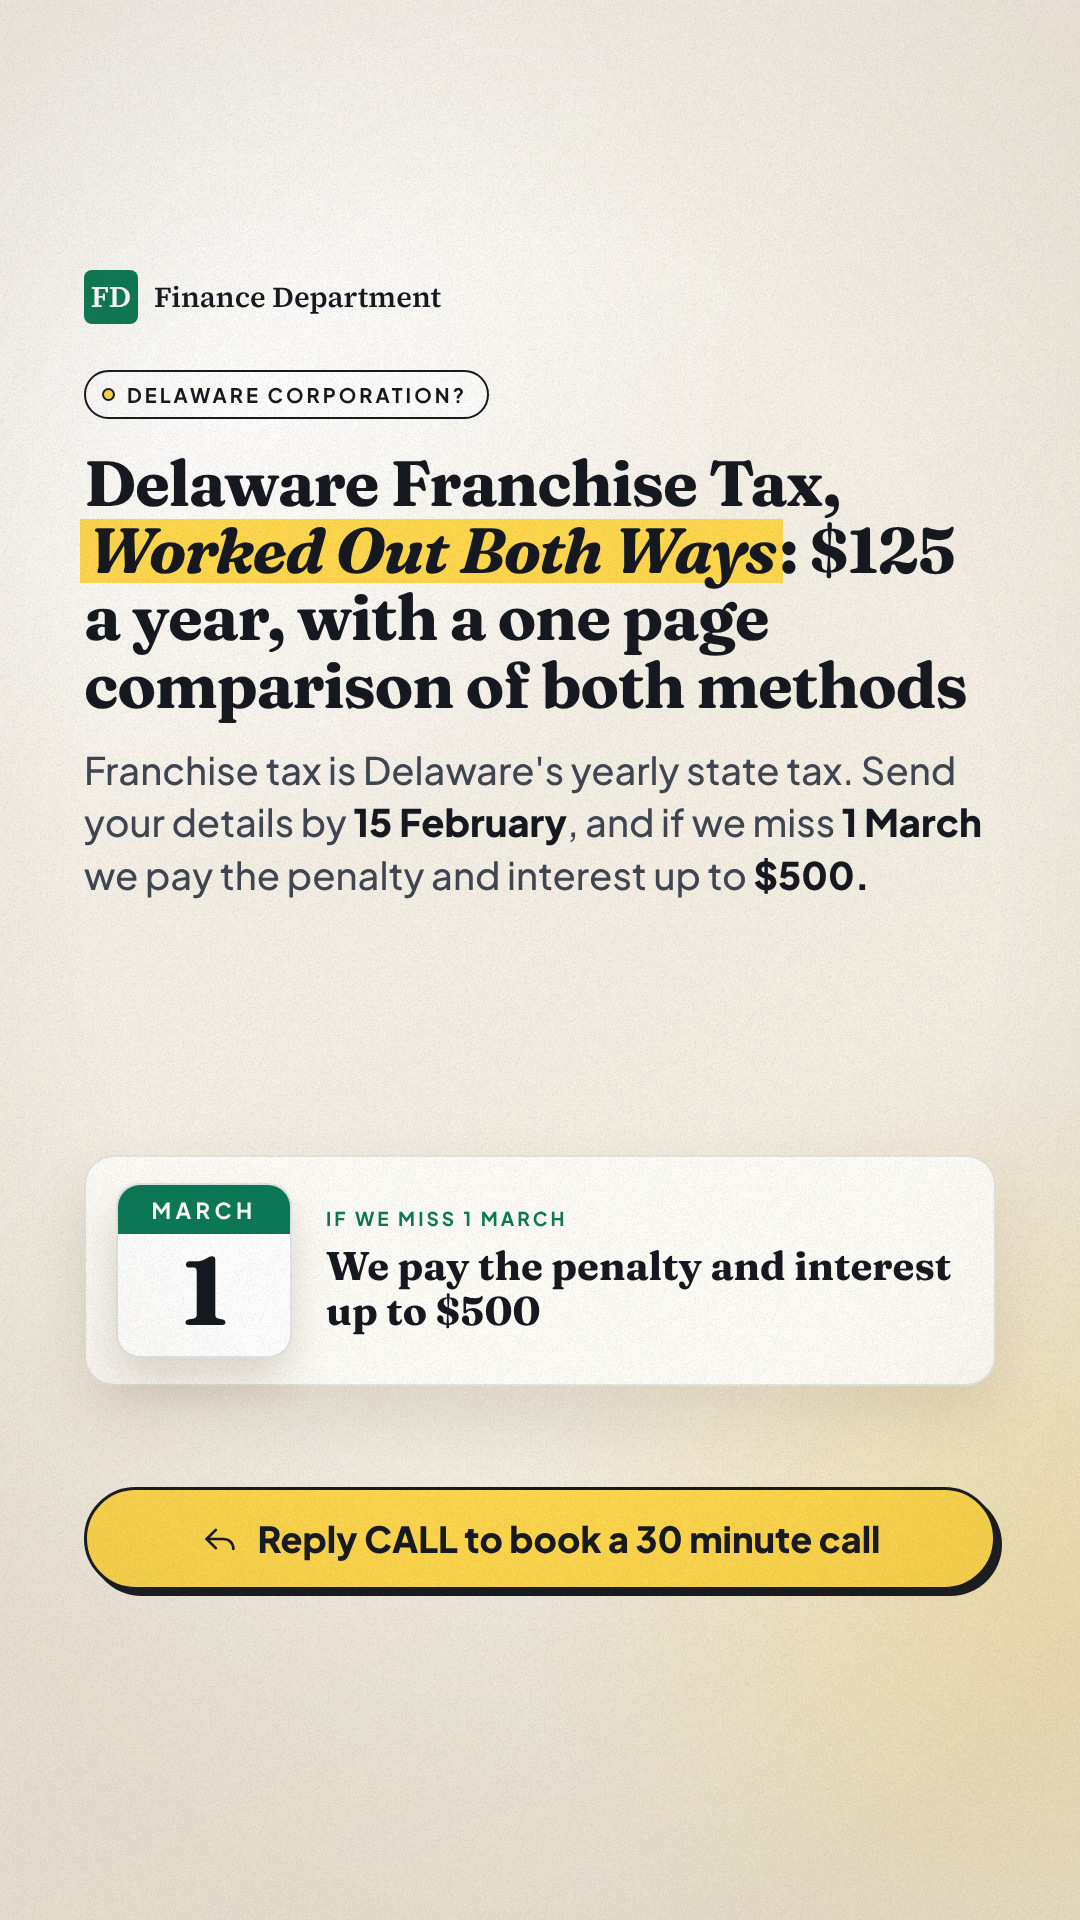 FD Finance Department
DELAWARE CORPORATION?
Delaware Franchise Tax,
Worked Out Both Ways: $125
a year, with a one page
comparison of both methods
Franchise tax is Delaware's yearly state tax. Send
your details by 15 February, and if we miss 1 March
we pay the penalty and interest up to $500.
MARCH
1
IF WE MISS 1 MARCH
We pay the penalty and interest
up to $500
Reply CALL to book a 30 minute call